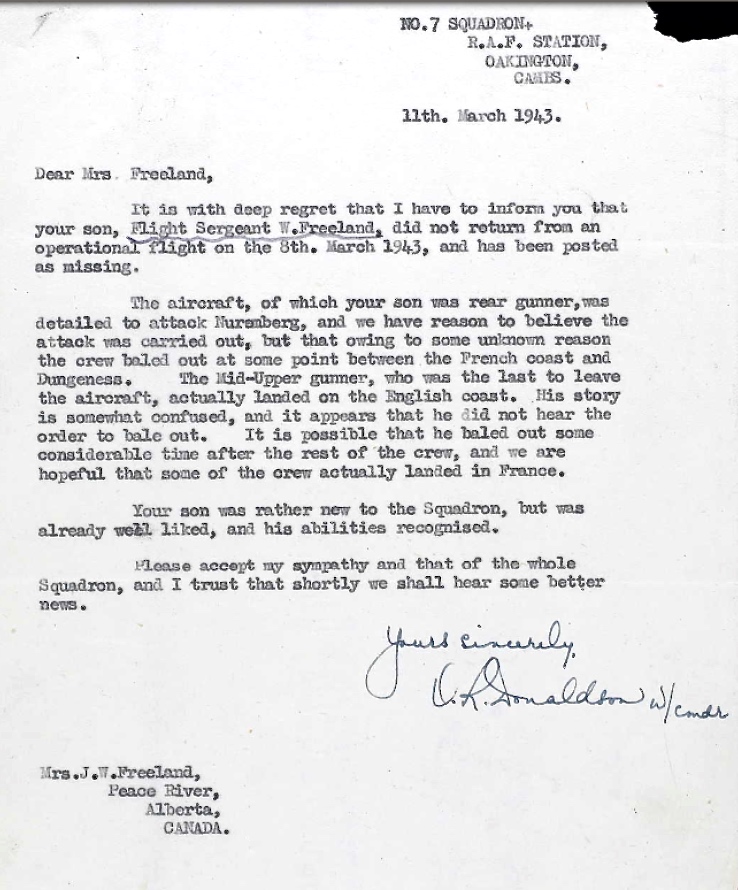 NO.7 SQUADRON,
R.A.F. STATION,
OAKINGTON,
CAMBS.
11th. March 1943.
Dear Mrs. Freeland,
It is with deep regret that I have to inform you that
your son, Flight Sergeant W.Freeland, did not return from an
operational flight on the 8th. March 1943, and has been posted
as missing.
The aircraft, of which your son was rear gunner,was
detailed to attack Nuremberg, and we have reason to believe the
attack was carried out, but that owing to some unknown reason
the crew baled out at some point between the French coast and
Dungeness. The Mid-Upper gunner, who was the last to leave
the aircraft, actually landed on the English coast. His story
is somewhat confused, and it appears that he did not hear the
order to bale out. It is possible that he baled out some
considerable time after the rest of the crew, and we are
hopeful that some of the crew actually landed in France.
Your son was rather new to the Squadron, but was
already well liked, and his abilities recognised.
Please accept my sympathy and that of the whole
Squadron, and I trust that shortly we shall hear some better
news.
Yours sincerely,
V.R. Donaldson W/cmdr
Mrs.J.W.Freeland,
Peace River,
Alberta,
CANADA.